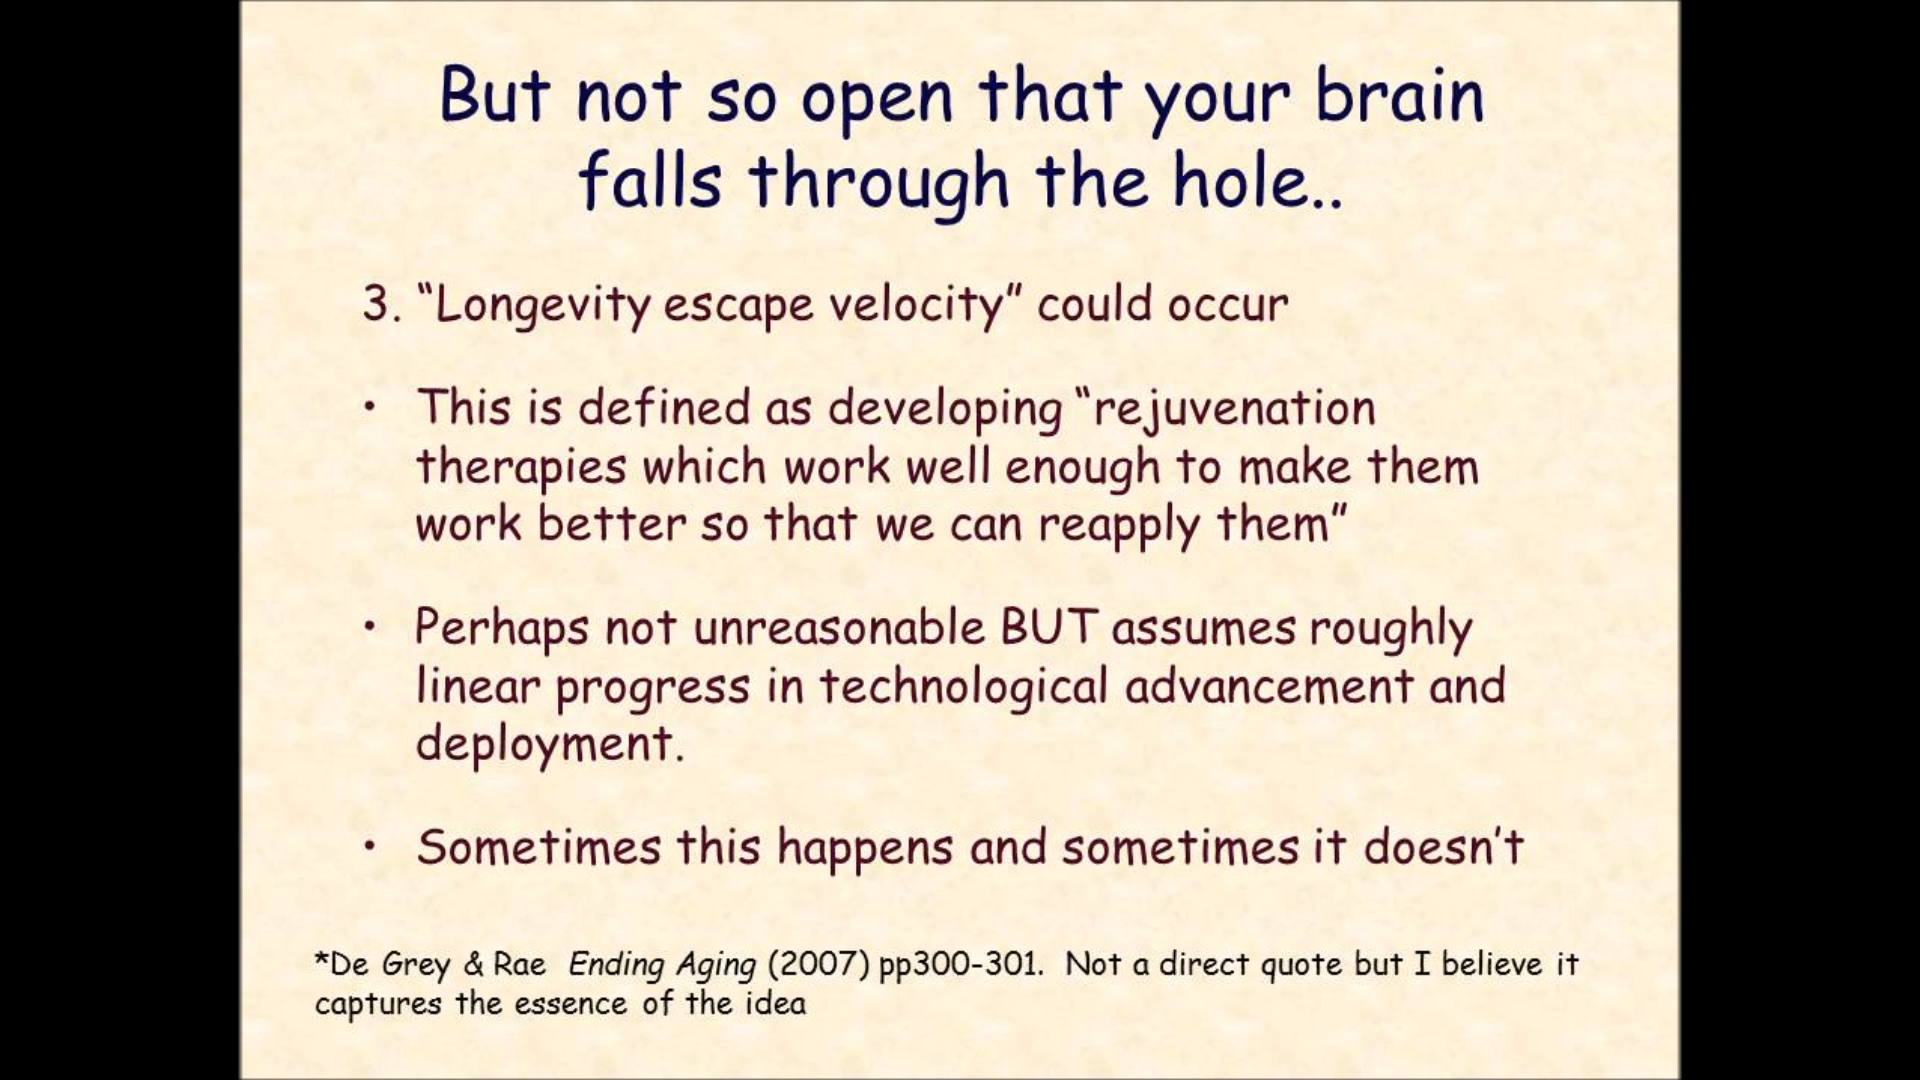 But not so open that your brain
falls through the hole..
3. “Longevity escape velocity” could occur
• This is defined as developing “rejuvenation
therapies which work well enough to make them
work better so that we can reapply them”
• Perhaps not unreasonable BUT assumes roughly
linear progress in technological advancement and
deployment.
• Sometimes this happens and sometimes it doesn’t
*De Grey & Rae Ending Aging (2007) pp300-301. Not a direct quote but I believe it
captures the essence of the idea